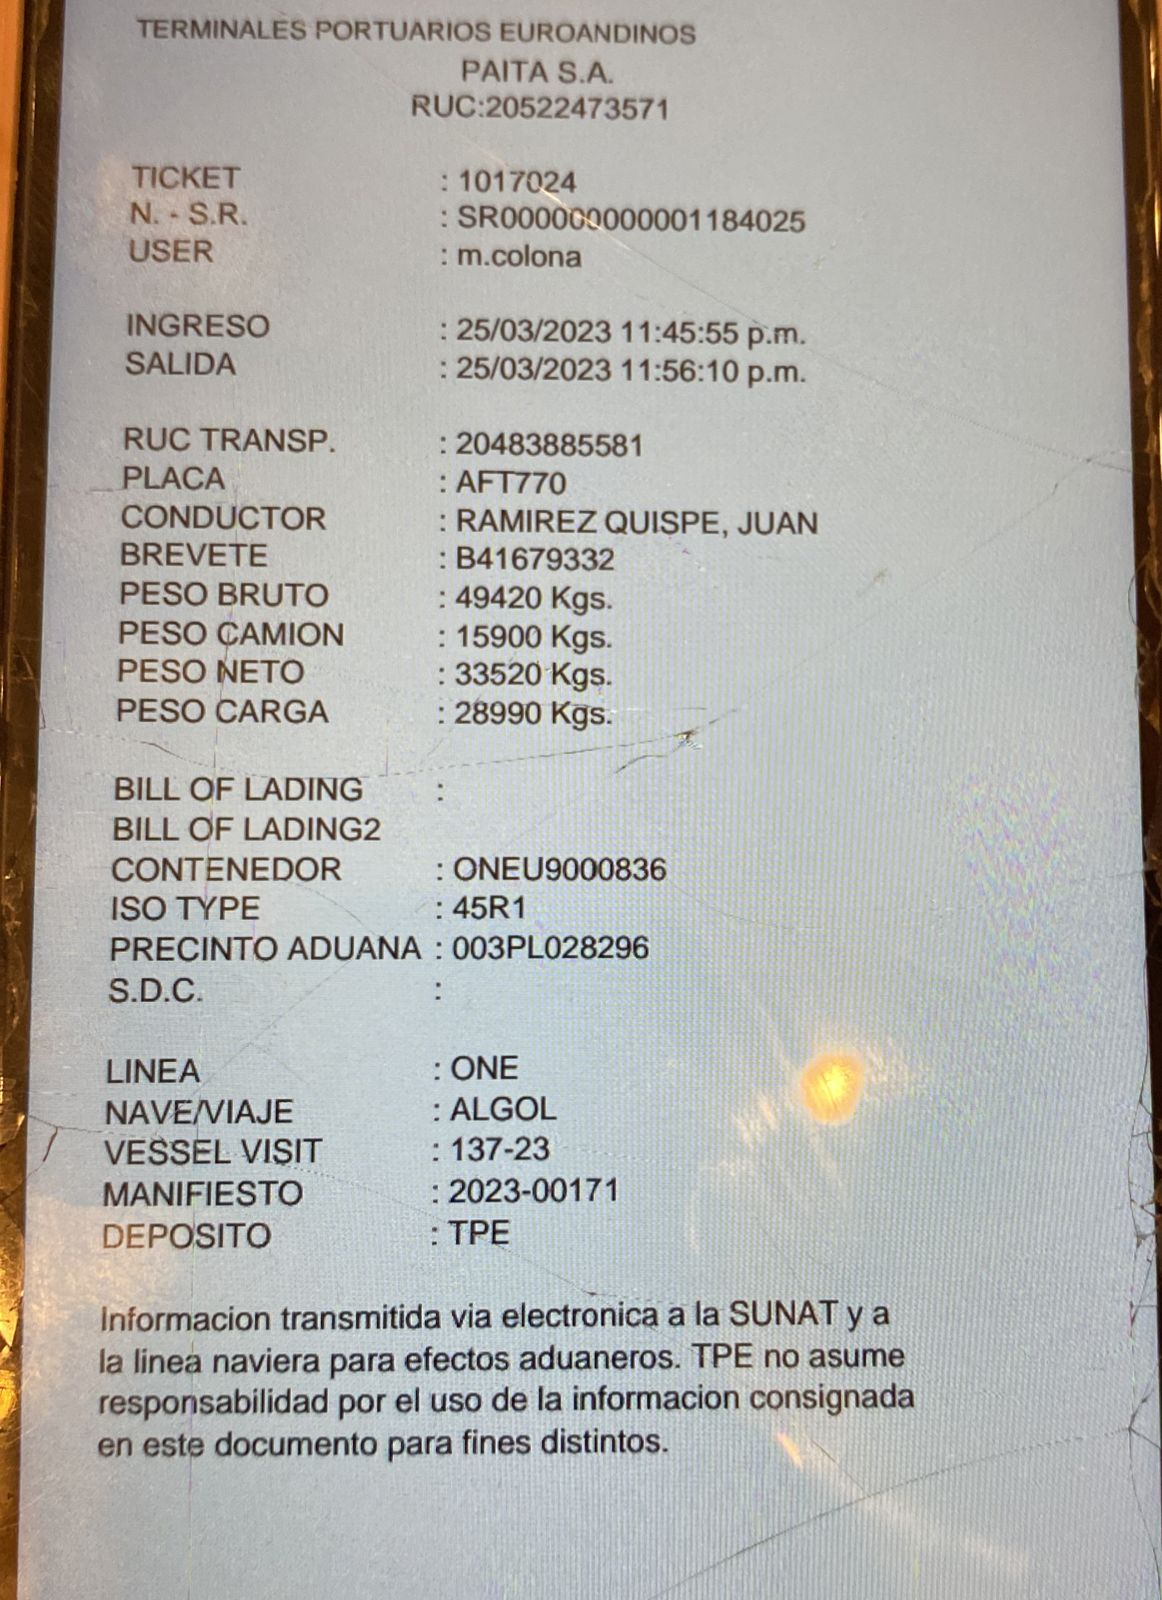 TERMINALES PORTUARIOS EUROANDINOS
PAITA S.A.
RUC:20522473571
TICKET : 1017024
N. - S.R. : SR000000000001184025
USER : m.colona
INGRESO : 25/03/2023 11:45:55 p.m.
SALIDA : 25/03/2023 11:56:10 p.m.
RUC TRANSP. : 20483885581
PLACA : AFT770
CONDUCTOR : RAMIREZ QUISPE, JUAN
BREVETE : B41679332
PESO BRUTO : 49420 Kgs.
PESO CAMION : 15900 Kgs.
PESO NETO : 33520 Kgs.
PESO CARGA : 28990 Kgs.
BILL OF LADING :
BILL OF LADING2
CONTENEDOR : ONEU9000836
ISO TYPE : 45R1
PRECINTO ADUANA : 003PL028296
S.D.C. :
LINEA : ONE
NAVE/VIAJE : ALGOL
VESSEL VISIT : 137-23
MANIFIESTO : 2023-00171
DEPOSITO : TPE
Informacion transmitida via electronica a la SUNAT y a
la linea naviera para efectos aduaneros. TPE no asume
responsabilidad por el uso de la informacion consignada
en este documento para fines distintos.